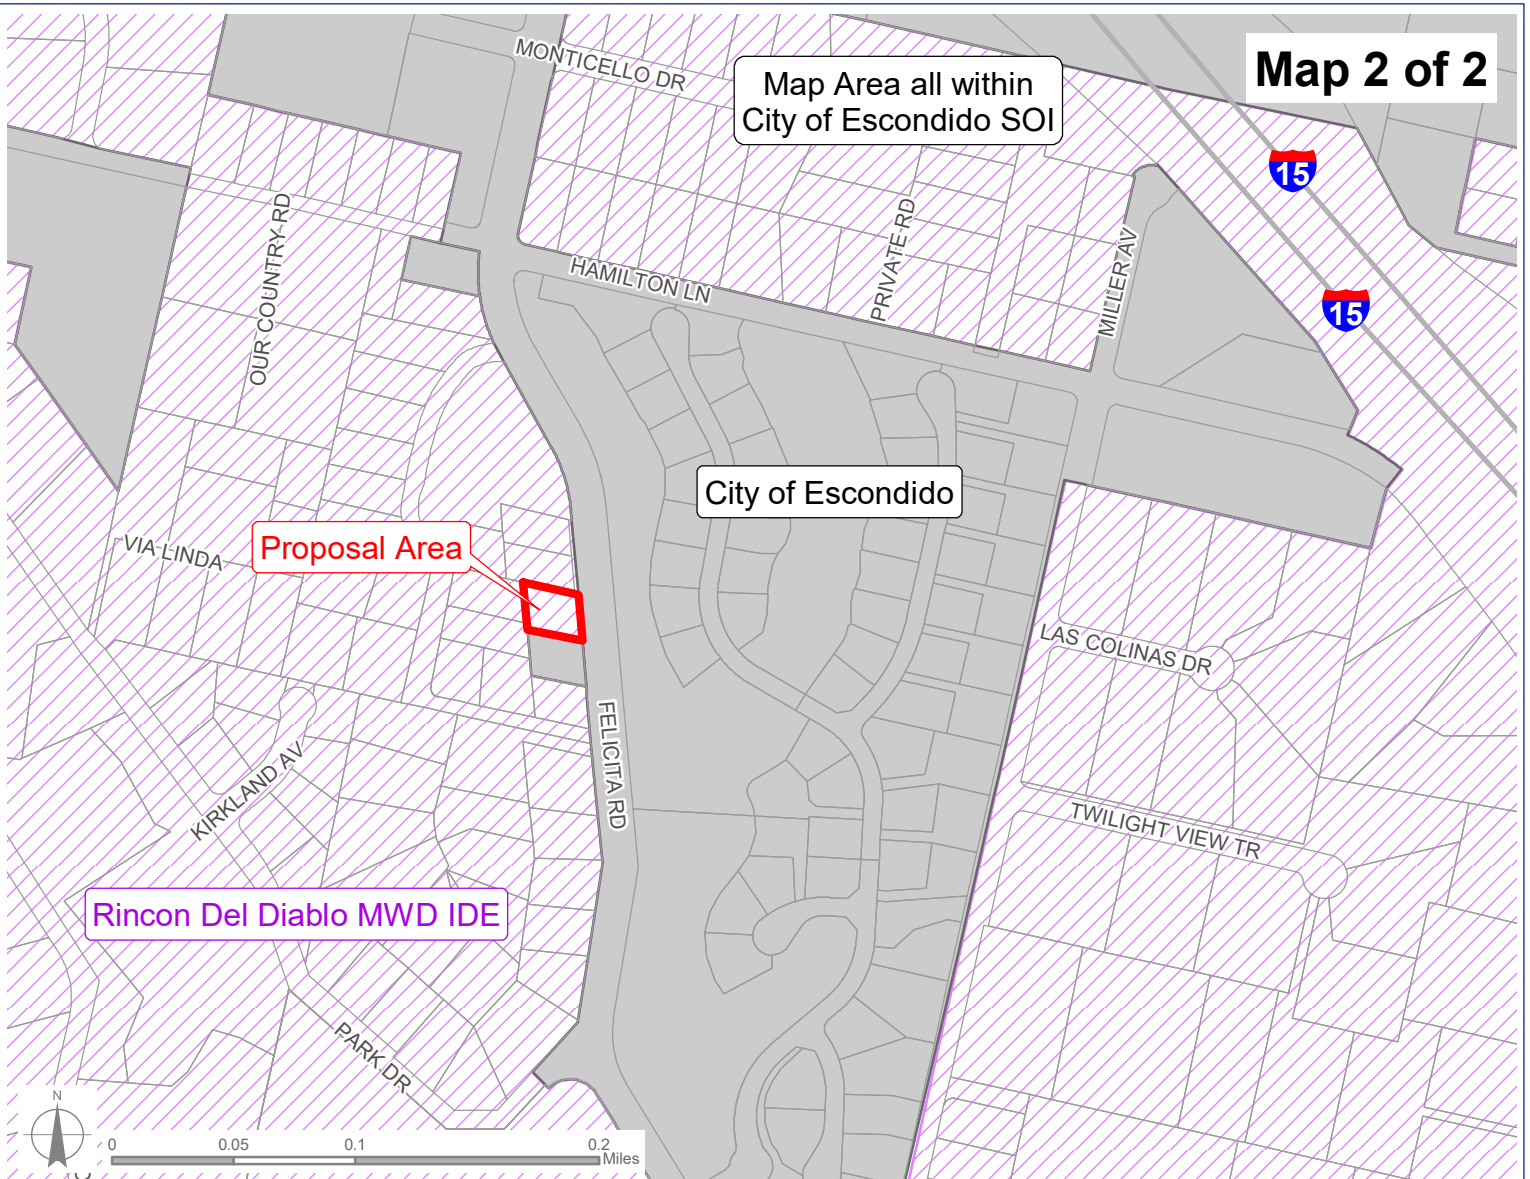 Map 2 of 2
MONTICELLO DR
Map Area all within
City of Escondido SOI
15
OUR COUNTRY RD
PRIVATE RD
MILLER AV
HAMILTON LN
15
City of Escondido
Proposal Area
VIA LINDA
LAS COLINAS DR
FELICITA RD
KIRKLAND AV
TWILIGHT VIEW TR
Rincon Del Diablo MWD IDE
PARK DR
N
0 0.05 0.1 0.2
Miles